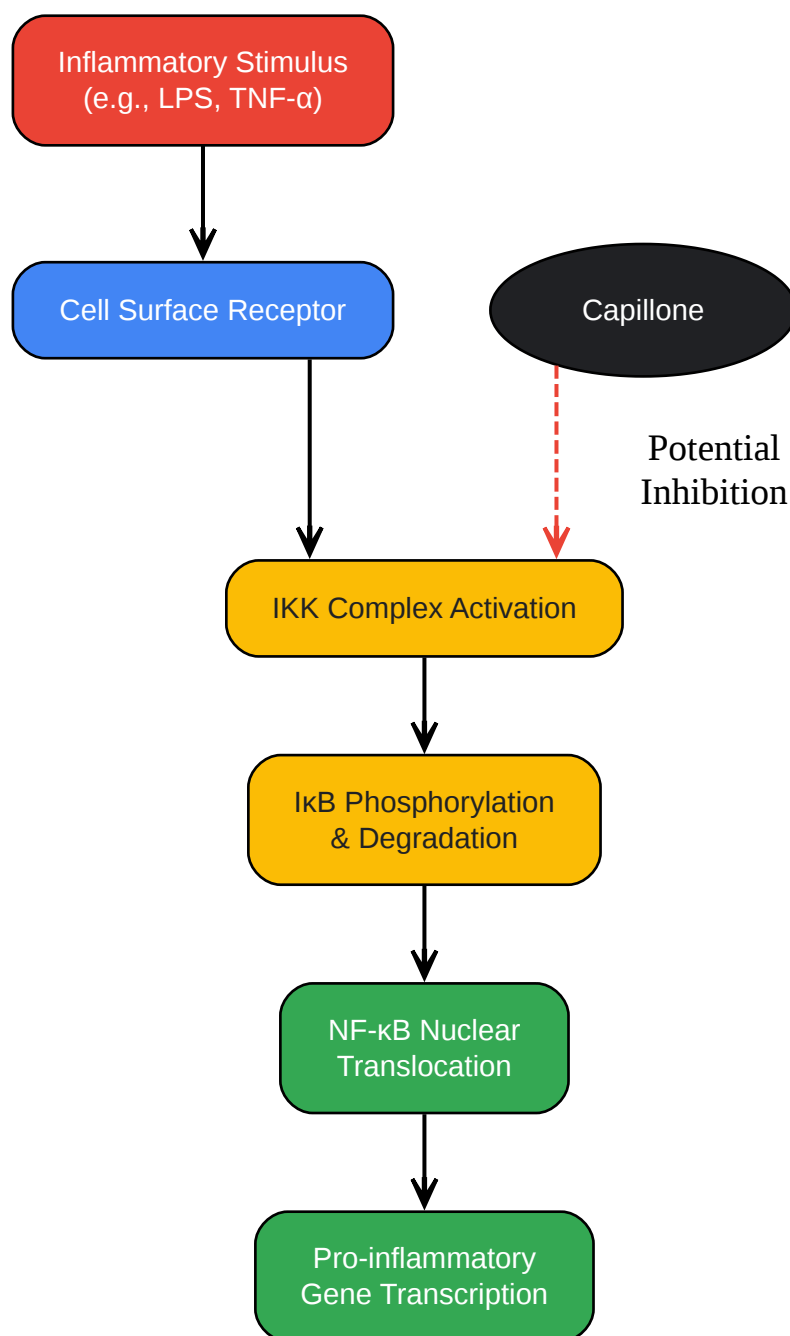 Inflammatory Stimulus
(e.g., LPS, TNF-α)
Cell Surface Receptor
Capillone
Potential
Inhibition
IKK Complex Activation
IκB Phosphorylation
& Degradation
NF-κB Nuclear
Translocation
Pro-inflammatory
Gene Transcription